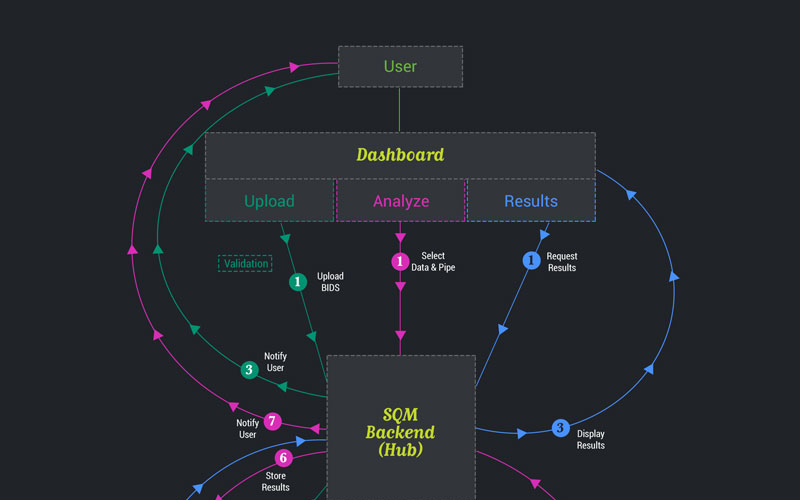 User
Dashboard
Upload
Analyze
Results
Validation
1
Upload
BIDS
1
Select
Data & Pipe
1
Request
Results
3
Notify
User
7
Notify
User
SQM
Backend
(Hub)
3
Display
Results
6
Store
Results